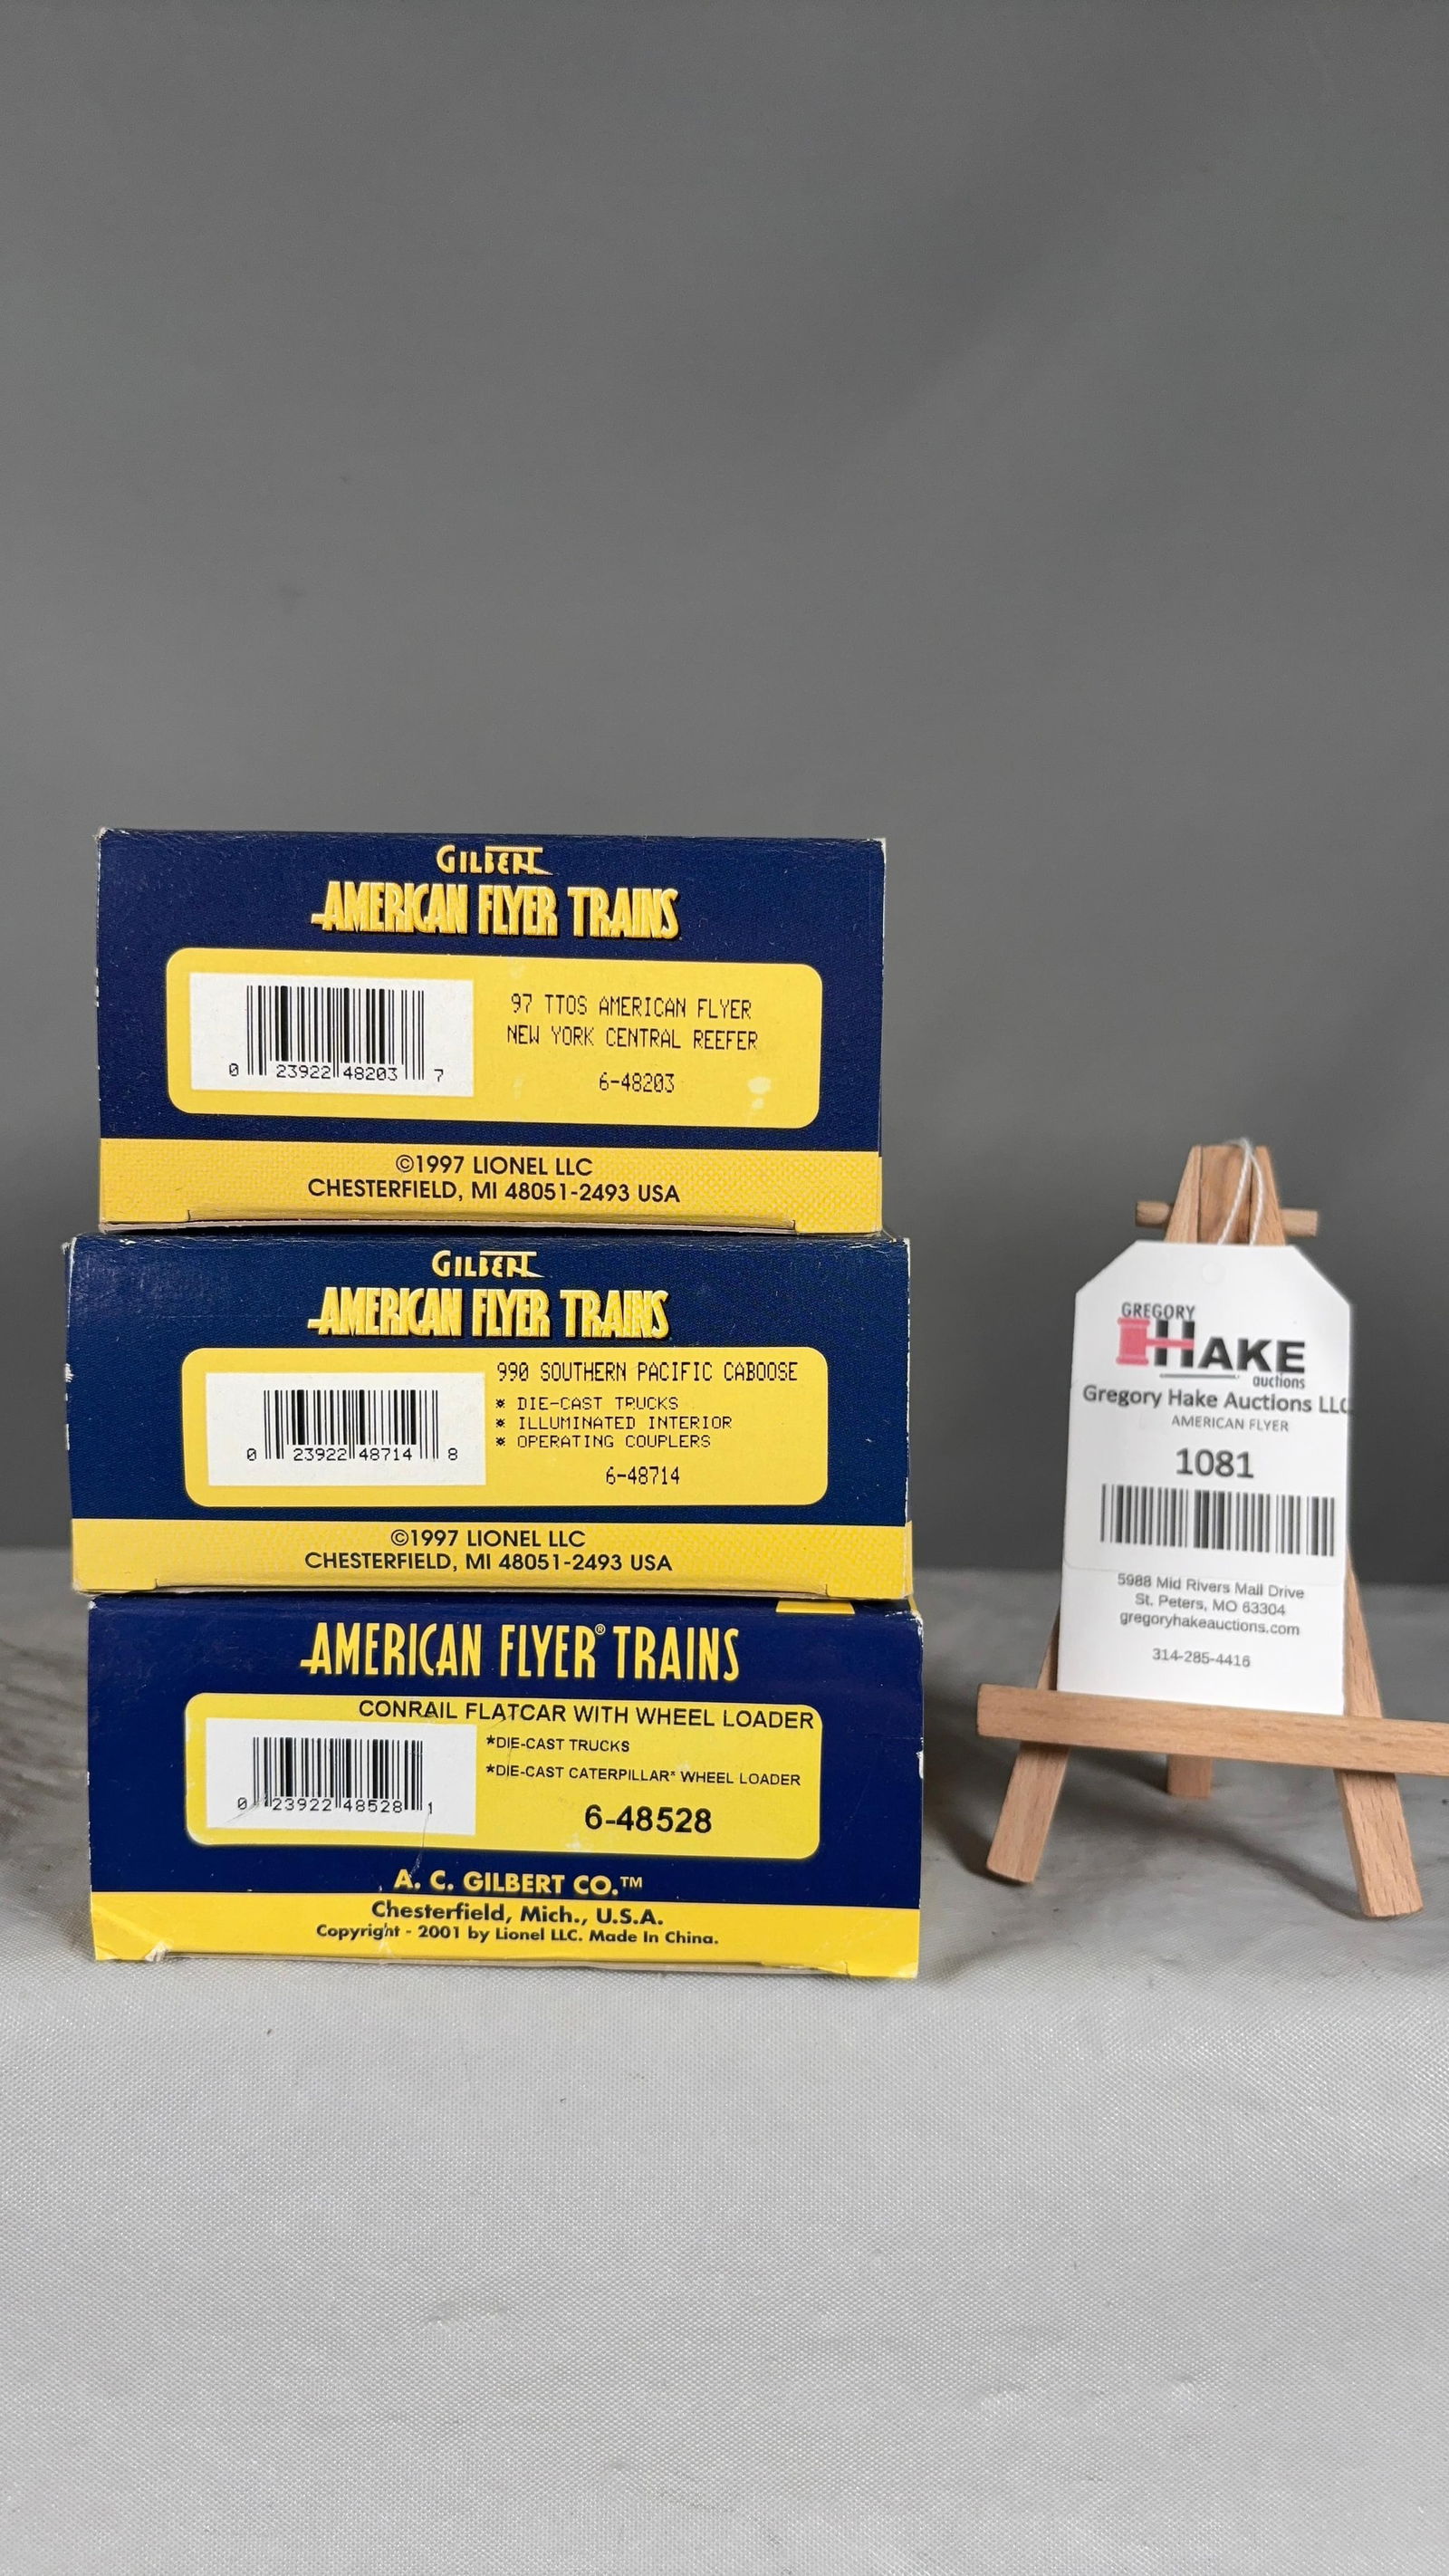 GILBERT
AMERICAN FLYER TRAINS
97 TTOS AMERICAN FLYER
NEW YORK CENTRAL REEFER
6-48203
0 23922 48203 7
©1997 LIONEL LLC
CHESTERFIELD, MI 48051-2493 USA
GILBERT
AMERICAN FLYER TRAINS
990 SOUTHERN PACIFIC CABOOSE
* DIE-CAST TRUCKS
* ILLUMINATED INTERIOR
* OPERATING COUPLERS
6-48714
0 23922 48714 8
©1997 LIONEL LLC
CHESTERFIELD, MI 48051-2493 USA
AMERICAN FLYER® TRAINS
CONRAIL FLATCAR WITH WHEEL LOADER
*DIE-CAST TRUCKS
*DIE-CAST CATERPILLAR® WHEEL LOADER
6-48528
0 23922 48528 1
A. C. GILBERT CO.™
Chesterfield, Mich., U.S.A.
Copyright - 2001 by Lionel LLC. Made In China.
GREGORY
HAKE
auctions
Gregory Hake Auctions LLC
AMERICAN FLYER
1081
5988 Mid Rivers Mall Drive
St. Peters, MO 63304
gregoryhakeauctions.com
314-285-4416